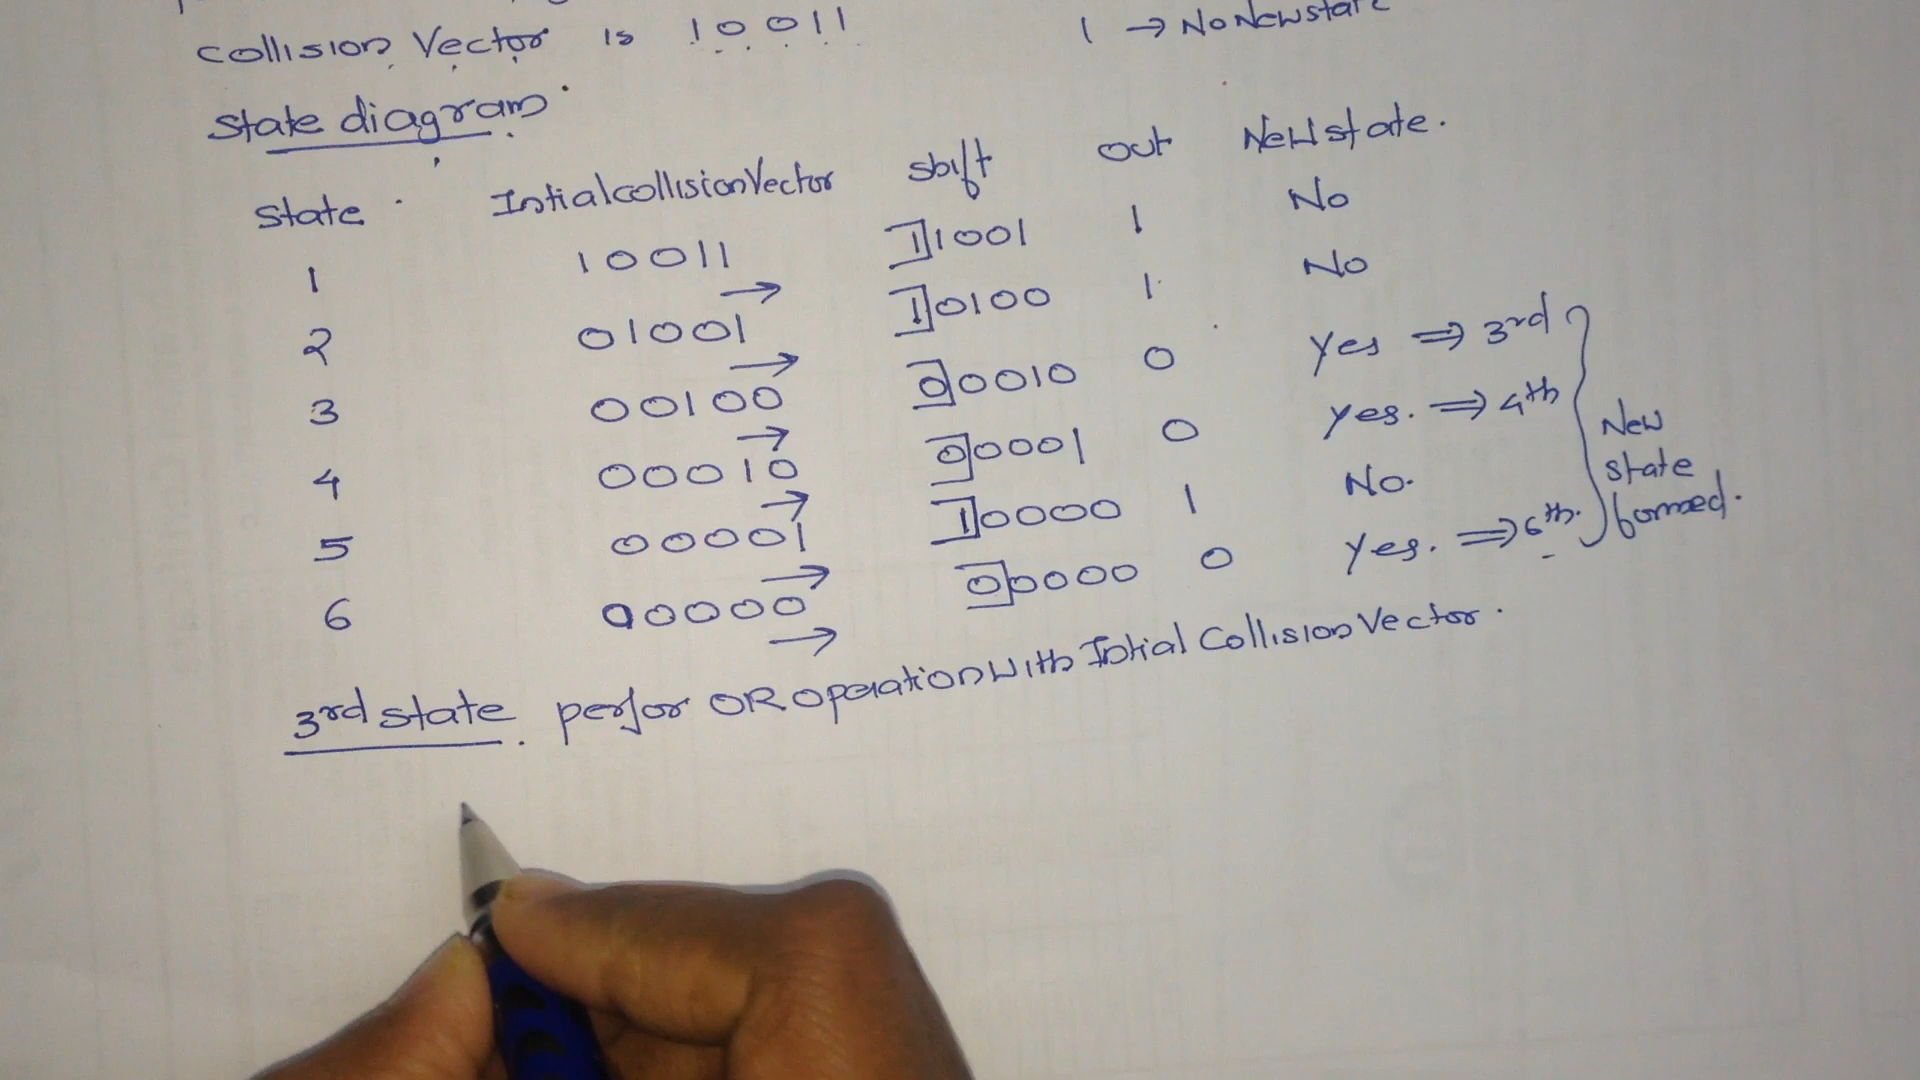 Collision Vector is 10011
1 → No New state
State diagram.
State. Intial collision Vector shift out New state.
1 10011 → 1]1001 1 No
2 01001 → 1]0100 1 No
3 00100 → 0]0010 0 Yes ⇒ 3rd
4 00010 → 0]0001 0 yes. ⇒ 4th
5 00001 → 1]0000 1 No.
6 00000 → 0]0000 0 Yes. ⇒ 6th.
New
state
formed.
3rd state. perfor OR operation with Intial Collision Vector.